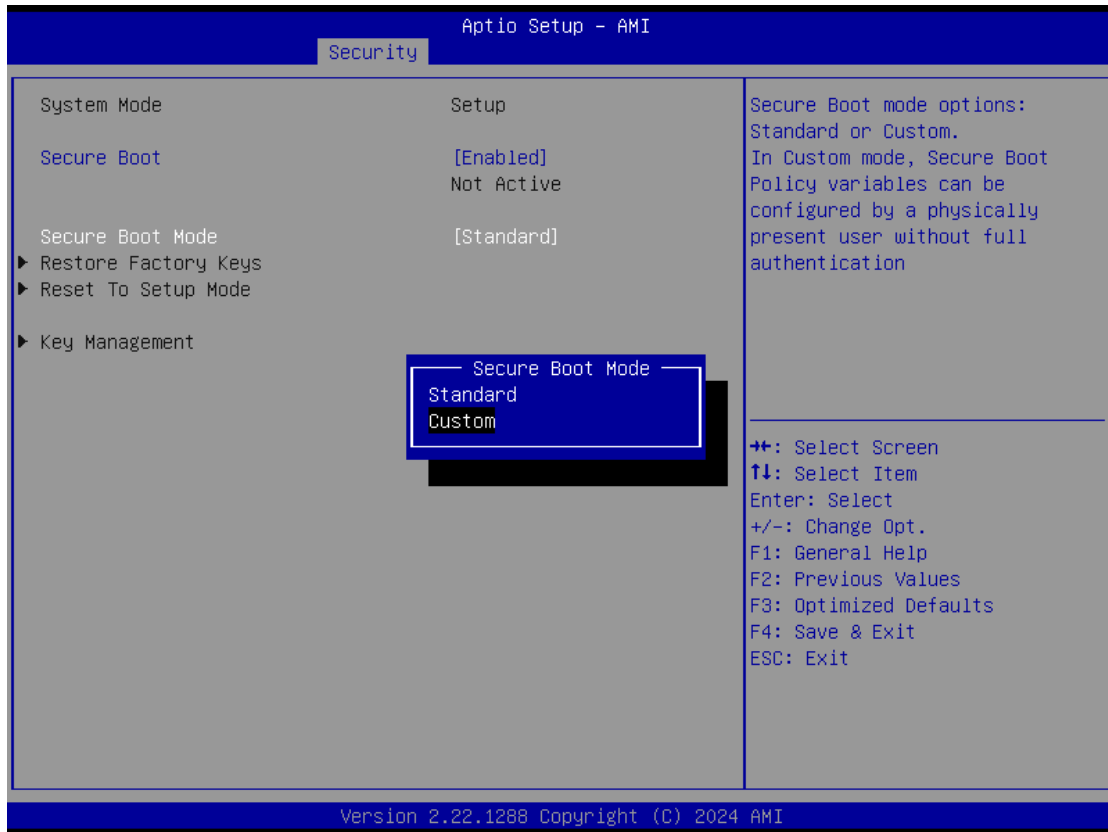 Aptio Setup – AMI
Security
System Mode Setup
Secure Boot [Enabled]
Not Active
Secure Boot Mode [Standard]
▶ Restore Factory Keys
▶ Reset To Setup Mode
▶ Key Management
Secure Boot Mode
Standard
Custom
Secure Boot mode options:
Standard or Custom.
In Custom mode, Secure Boot
Policy variables can be
configured by a physically
present user without full
authentication
→←: Select Screen
↑↓: Select Item
Enter: Select
+/-: Change Opt.
F1: General Help
F2: Previous Values
F3: Optimized Defaults
F4: Save & Exit
ESC: Exit
Version 2.22.1288 Copyright (C) 2024 AMI